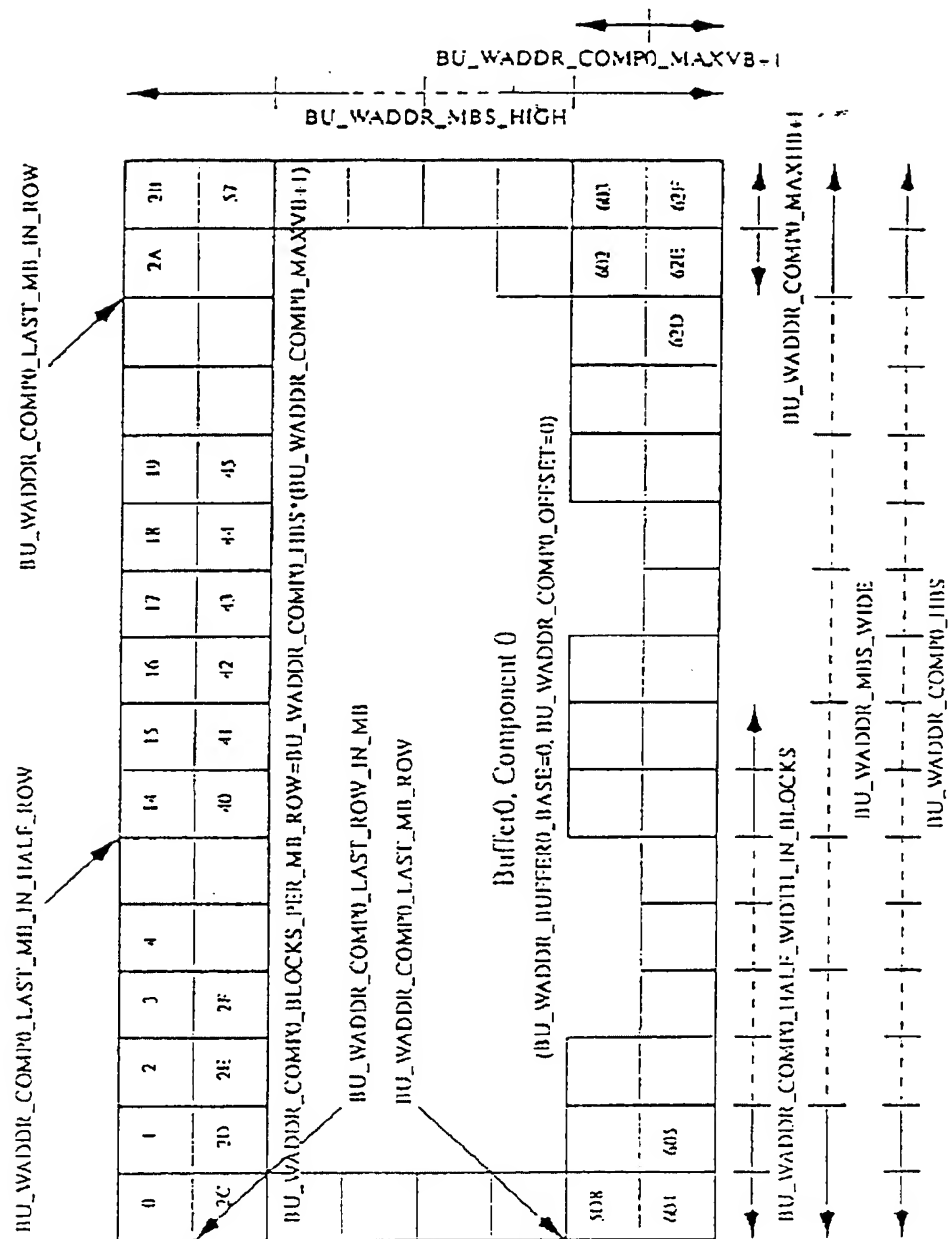 BU_WADDR_COMP0_MAXVB+1
BU_WADDR_MBS_HIGH
BU_WADDR_COMP0_LAST_MB_IN_HALF_ROW
BU_WADDR_COMP0_LAST_MB_IN_ROW
0 1 2 3 4 14 15 16 17 18 19 2A 2B
2C 2D 2E 2F 40 41 42 43 44 45 57
BU_WADDR_COMP0_BLOCKS_PER_MB_ROW=BU_WADDR_COMP0_HBS*(BU_WADDR_COMP0_MAXVB+1)
BU_WADDR_COMP0_LAST_ROW_IN_MB
BU_WADDR_COMP0_LAST_MB_ROW
Buffer0, Component 0
(BU_WADDR_BUFFER0_BASE=0, BU_WADDR_COMP0_OFFSET=0)
5D8 602 603
604 605 62D 62E 62F
BU_WADDR_COMP0_HALF_WIDTH_IN_BLOCKS
BU_WADDR_COMP0_MAXHB+1
BU_WADDR_MBS_WIDE
BU_WADDR_COMP0_HBS